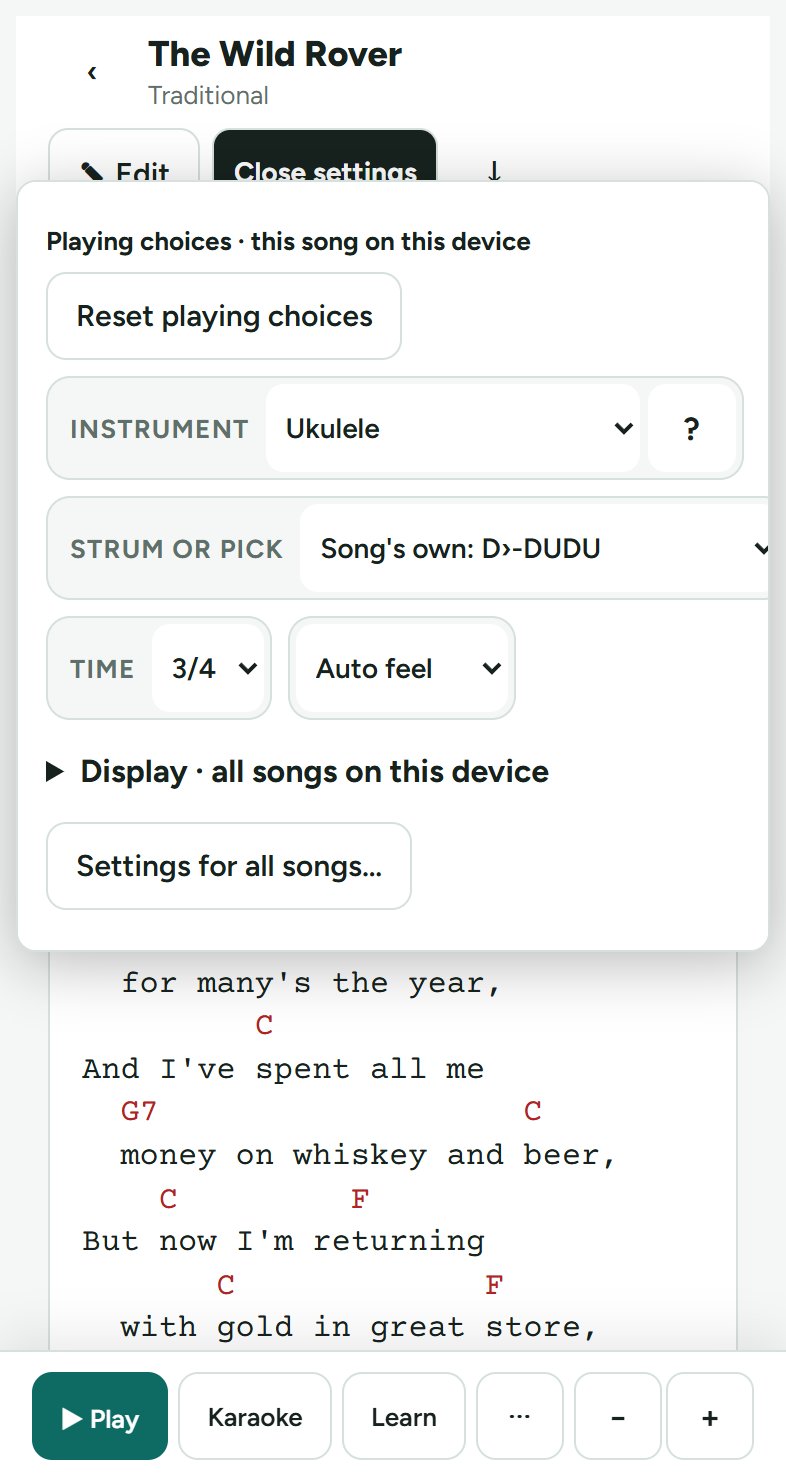 ‹
The Wild Rover
Traditional
✎ Edit
Close settings
↓
Playing choices · this song on this device
Reset playing choices
INSTRUMENT Ukulele ?
STRUM OR PICK Song's own: D›-DUDU
TIME 3/4 Auto feel
▶ Display · all songs on this device
Settings for all songs...
for many's the year,
C
And I've spent all me
G7 C
money on whiskey and beer,
C F
But now I'm returning
C F
with gold in great store,
▶ Play Karaoke Learn ... − +